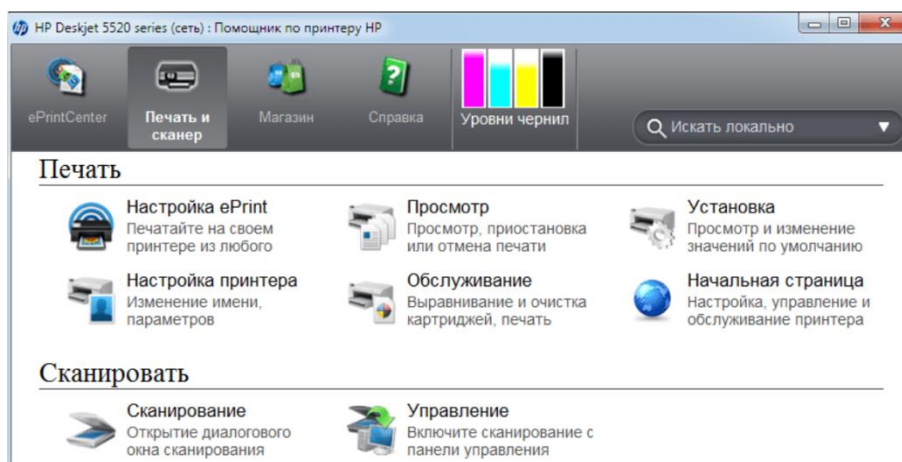 HP Deskjet 5520 series (сеть) : Помощник по принтеру HP
ePrintCenter
Печать и
сканер
Магазин
Справка
Уровни чернил
Искать локально
Печать
Настройка ePrint
Печатайте на своем
принтере из любого
Просмотр
Просмотр, приостановка
или отмена печати
Установка
Просмотр и изменение
значений по умолчанию
Настройка принтера
Изменение имени,
параметров
Обслуживание
Выравнивание и очистка
картриджей, печать
Начальная страница
Настройка, управление и
обслуживание принтера
Сканировать
Сканирование
Открытие диалогового
окна сканирования
Управление
Включите сканирование с
панели управления